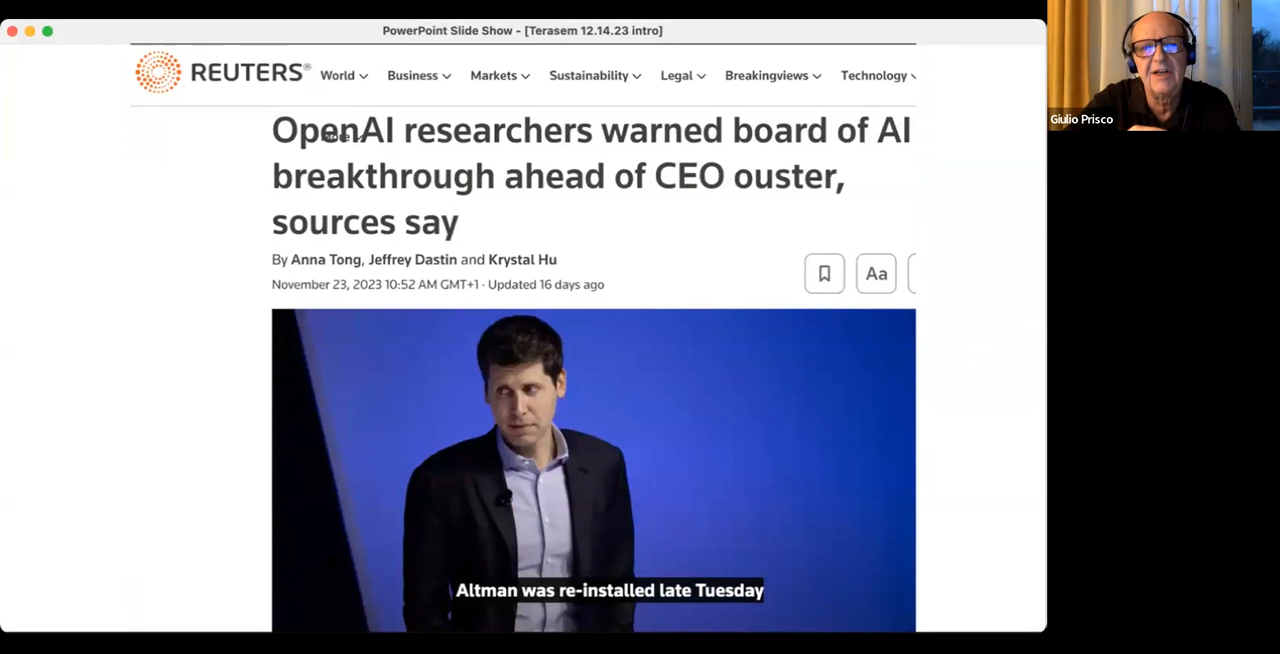 PowerPoint Slide Show - [Terasem 12.14.23 intro]
REUTERS®
World Business Markets Sustainability Legal Breakingviews Technology
More
OpenAI researchers warned board of AI
breakthrough ahead of CEO ouster,
sources say
By Anna Tong, Jeffrey Dastin and Krystal Hu
November 23, 2023 10:52 AM GMT+1 · Updated 16 days ago
Aa
Altman was re-installed late Tuesday
Giulio Prisco